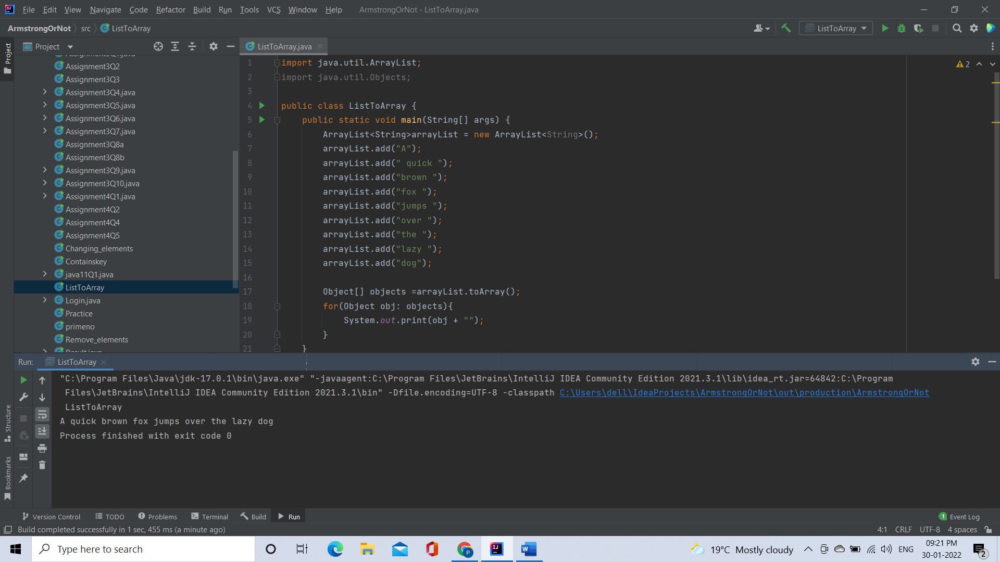 File Edit View Navigate Code Refactor Build Run Tools VCS Window Help ArmstrongOrNot - ListToArray.java
ArmstrongOrNot src ListToArray ListToArray
Project
Project
ListToArray.java
Assignment3Q2
Assignment3Q3
Assignment3Q4.java
Assignment3Q5.java
Assignment3Q6.java
Assignment3Q7.java
Assignment3Q8a
Assignment3Q8b
Assignment3Q9.java
Assignment3Q10.java
Assignment4Q1.java
Assignment4Q2
Assignment4Q4
Assignment4Q5
Changing_elements
Containskey
java11Q1.java
ListToArray
Login.java
Practice
primeno
Remove_elements
Result.java
2
1 import java.util.ArrayList;
2 import java.util.Objects;
3
4 public class ListToArray {
5 public static void main(String[] args) {
6 ArrayList<String>arrayList = new ArrayList<String>();
7 arrayList.add("A");
8 arrayList.add(" quick ");
9 arrayList.add("brown ");
10 arrayList.add("fox ");
11 arrayList.add("jumps ");
12 arrayList.add("over ");
13 arrayList.add("the ");
14 arrayList.add("lazy ");
15 arrayList.add("dog");
16
17 Object[] objects =arrayList.toArray();
18 for(Object obj: objects){
19 System.out.print(obj + "");
20 }
21 }
Run: ListToArray
"C:\Program Files\Java\jdk-17.0.1\bin\java.exe" "-javaagent:C:\Program Files\JetBrains\IntelliJ IDEA Community Edition 2021.3.1\lib\idea_rt.jar=64842:C:\Program
Files\JetBrains\IntelliJ IDEA Community Edition 2021.3.1\bin" -Dfile.encoding=UTF-8 -classpath C:\Users\dell\IdeaProjects\ArmstrongOrNot\out\production\ArmstrongOrNot
ListToArray
A quick brown fox jumps over the lazy dog
Process finished with exit code 0
Structure
Bookmarks
Version Control TODO Problems Terminal Build Run 1 Event Log
Build completed successfully in 1 sec, 455 ms (a minute ago) 4:1 CRLF UTF-8 4 spaces
Type here to search 19°C Mostly cloudy ENG 09:21 PM
30-01-2022
2